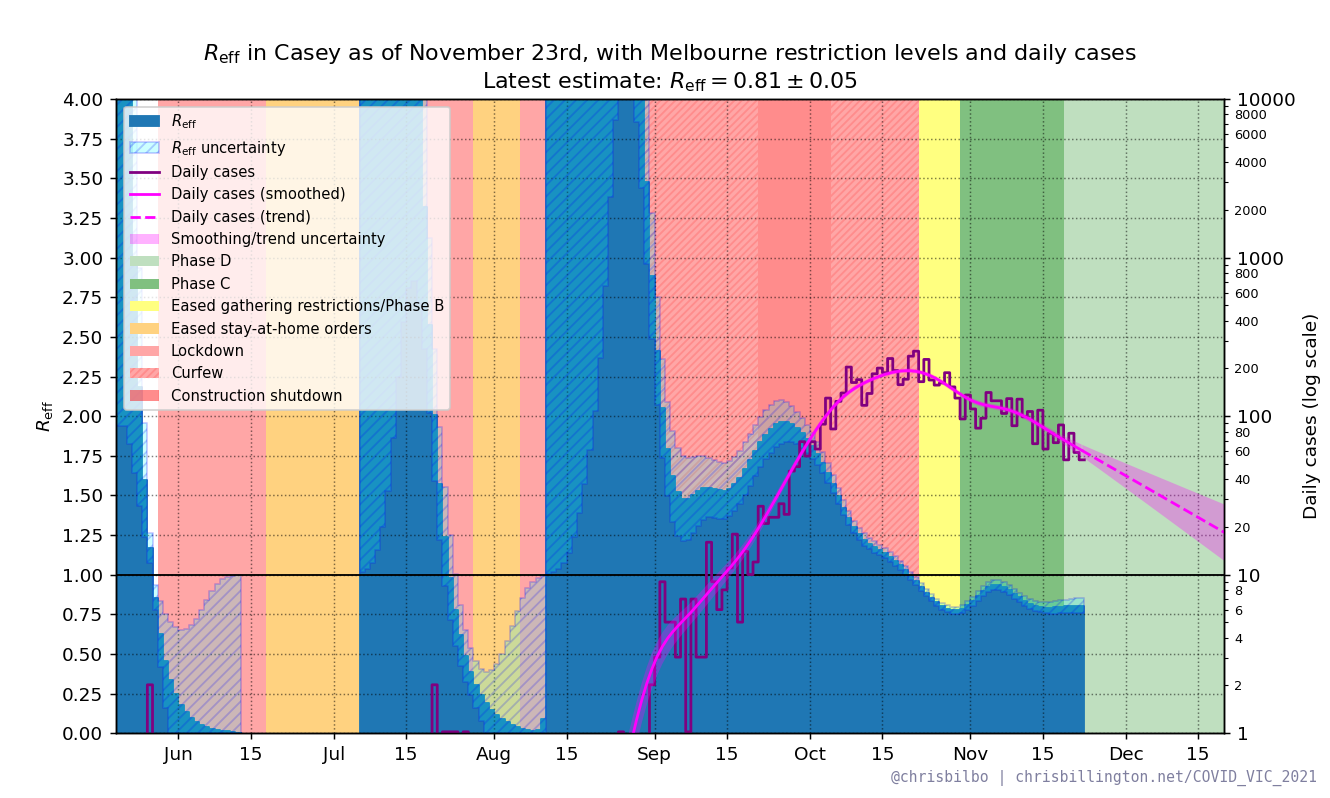 R_eff in Casey as of November 23rd, with Melbourne restriction levels and daily cases
Latest estimate: R_eff = 0.81 ± 0.05
R_eff
R_eff uncertainty
Daily cases
Daily cases (smoothed)
Daily cases (trend)
Smoothing/trend uncertainty
Phase D
Phase C
Eased gathering restrictions/Phase B
Eased stay-at-home orders
Lockdown
Curfew
Construction shutdown
R_eff
4.00
3.75
3.50
3.25
3.00
2.75
2.50
2.25
2.00
1.75
1.50
1.25
1.00
0.75
0.50
0.25
0.00
Jun 15 Jul 15 Aug 15 Sep 15 Oct 15 Nov 15 Dec 15
10000
8000
6000
4000
2000
1000
800
600
400
200
100
80
60
40
20
10
8
6
4
2
1
Daily cases (log scale)
@chrisbilbo | chrisbillington.net/COVID_VIC_2021